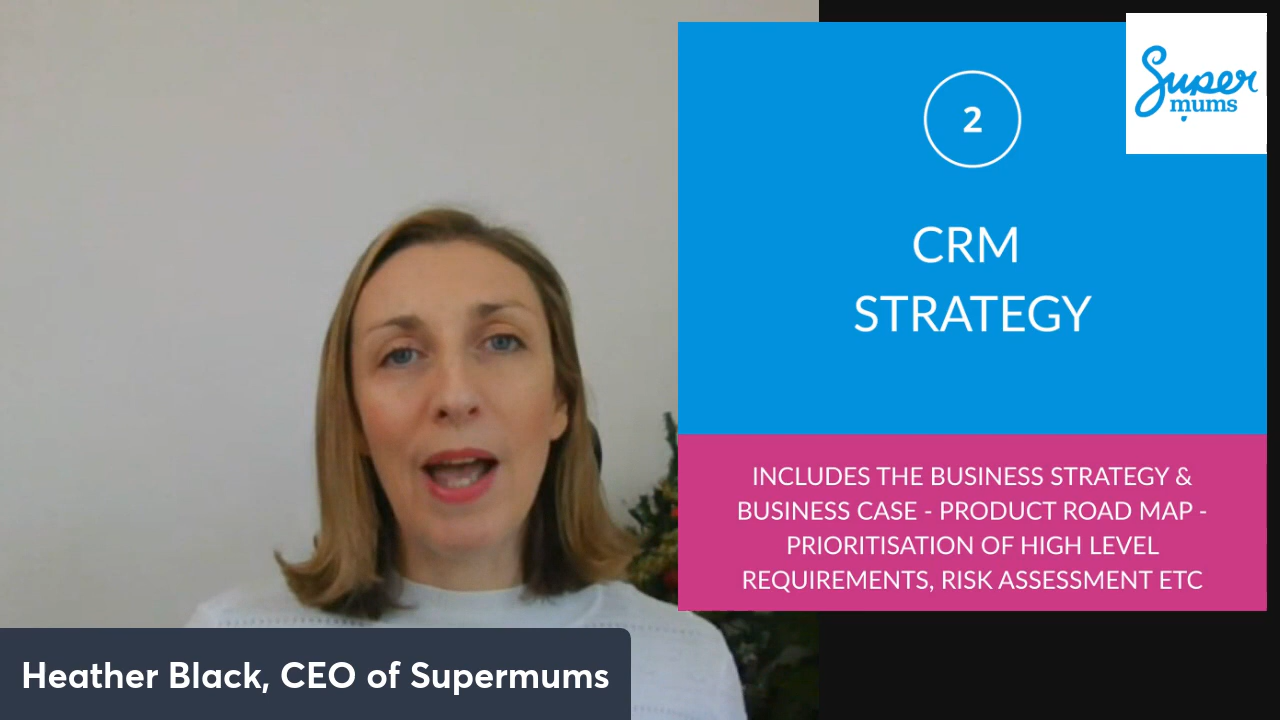 Super
mums
2
CRM
STRATEGY
INCLUDES THE BUSINESS STRATEGY &
BUSINESS CASE - PRODUCT ROAD MAP -
PRIORITISATION OF HIGH LEVEL
REQUIREMENTS, RISK ASSESSMENT ETC
Heather Black, CEO of Supermums